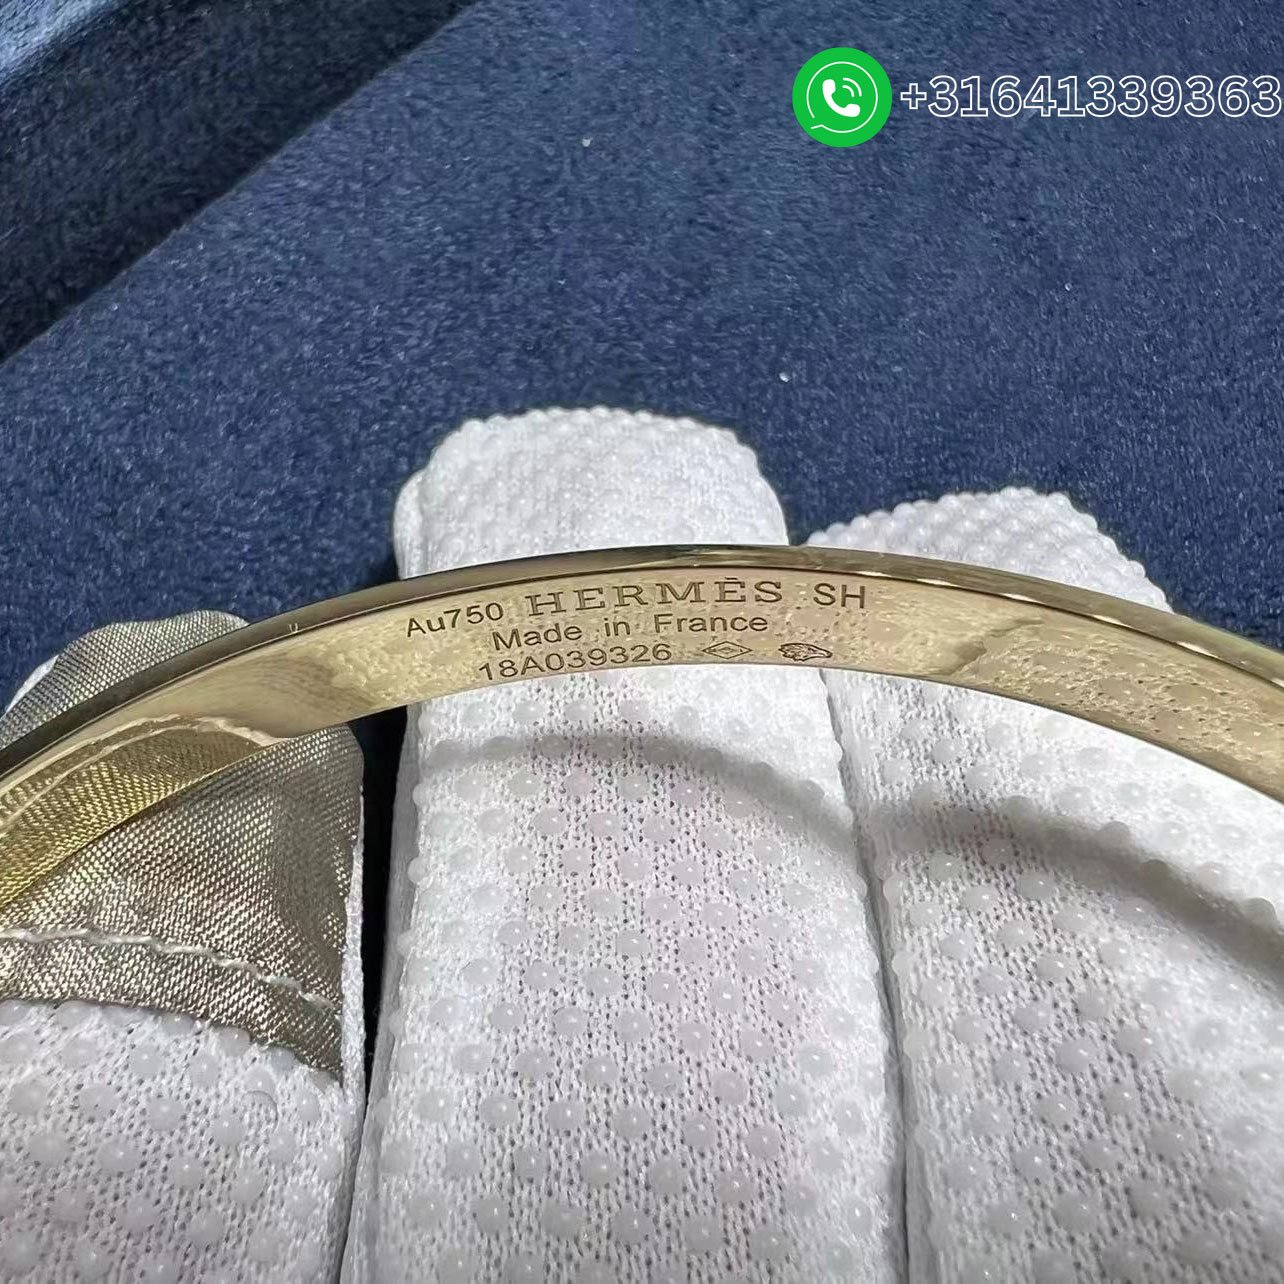 +31641339363
Au750 HERMÈS SH
Made in France
18A039326